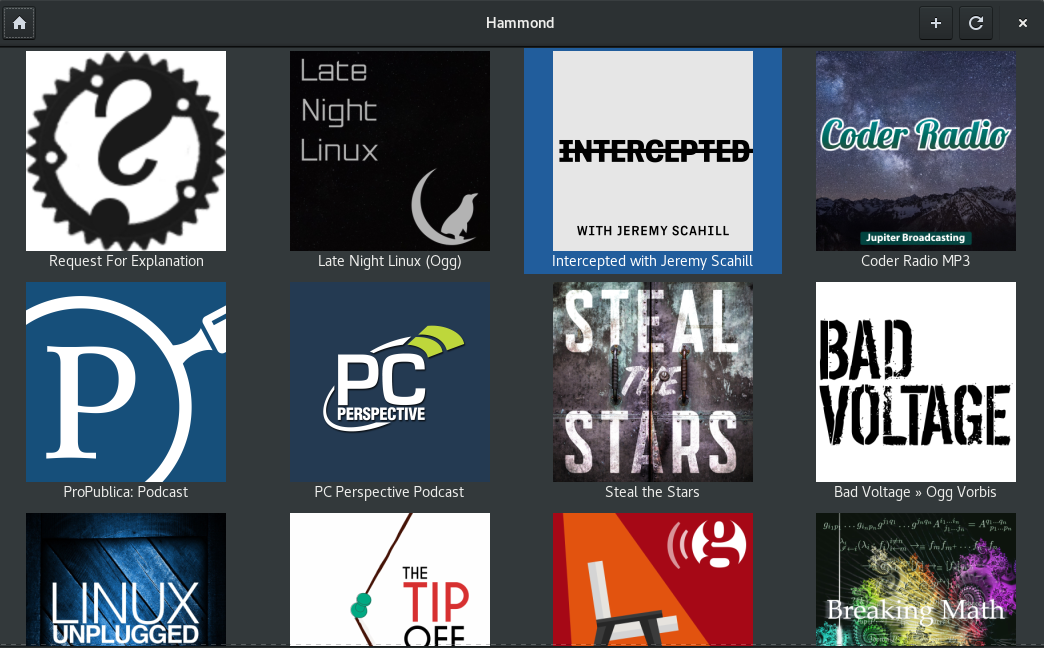 Hammond
Late
Night
Linux
INTERCEPTED
WITH JEREMY SCAHILL
Coder Radio
Jupiter Broadcasting
Request For Explanation
Late Night Linux (Ogg)
Intercepted with Jeremy Scahill
Coder Radio MP3
P
PC
PERSPECTIVE
STEAL
THE
STARS
BAD
VOLTAGE
ProPublica: Podcast
PC Perspective Podcast
Steal the Stars
Bad Voltage » Ogg Vorbis
LINUX
UNPLUGGED
THE
TIP
OFF
g
Breaking Math